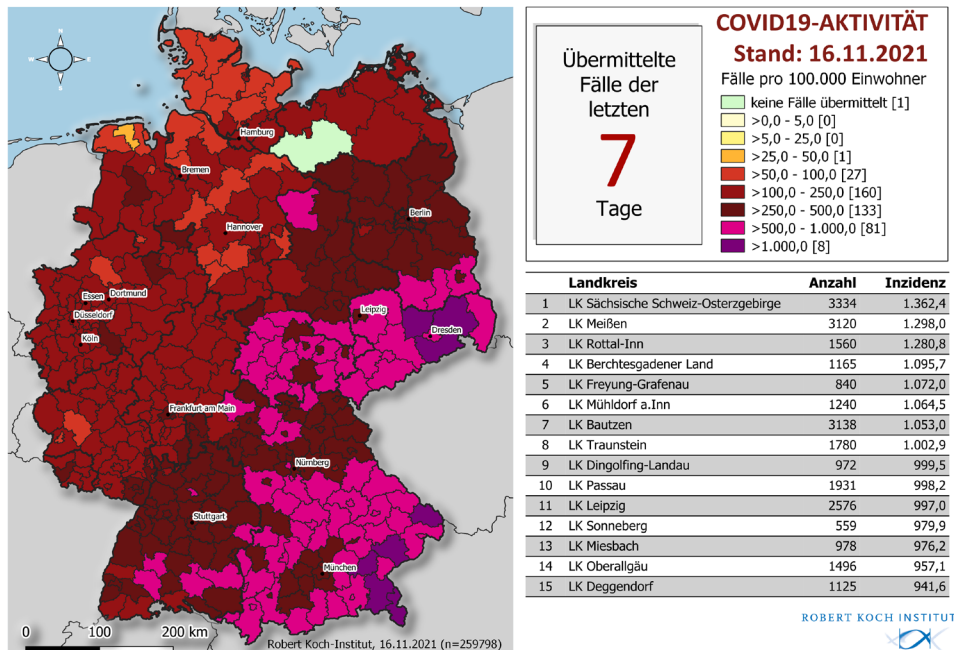 COVID19-AKTIVITÄT
Stand: 16.11.2021
Übermittelte
Fälle der
letzten
7
Tage
Fälle pro 100.000 Einwohner
keine Fälle übermittelt [1]
>0,0 - 5,0 [0]
>5,0 - 25,0 [0]
>25,0 - 50,0 [1]
>50,0 - 100,0 [27]
>100,0 - 250,0 [160]
>250,0 - 500,0 [133]
>500,0 - 1.000,0 [81]
>1.000,0 [8]
Hamburg
Bremen
Berlin
Hannover
Essen
Dortmund
Düsseldorf
Leipzig
Köln
Dresden
Frankfurt am Main
Nürnberg
Stuttgart
München
0 100 200 km
Robert Koch-Institut, 16.11.2021 (n=259798)
Landkreis Anzahl Inzidenz
1 LK Sächsische Schweiz-Osterzgebirge 3334 1.362,4
2 LK Meißen 3120 1.298,0
3 LK Rottal-Inn 1560 1.280,8
4 LK Berchtesgadener Land 1165 1.095,7
5 LK Freyung-Grafenau 840 1.072,0
6 LK Mühldorf a.Inn 1240 1.064,5
7 LK Bautzen 3138 1.053,0
8 LK Traunstein 1780 1.002,9
9 LK Dingolfing-Landau 972 999,5
10 LK Passau 1931 998,2
11 LK Leipzig 2576 997,0
12 LK Sonneberg 559 979,9
13 LK Miesbach 978 976,2
14 LK Oberallgäu 1496 957,1
15 LK Deggendorf 1125 941,6
ROBERT KOCH INSTITUT